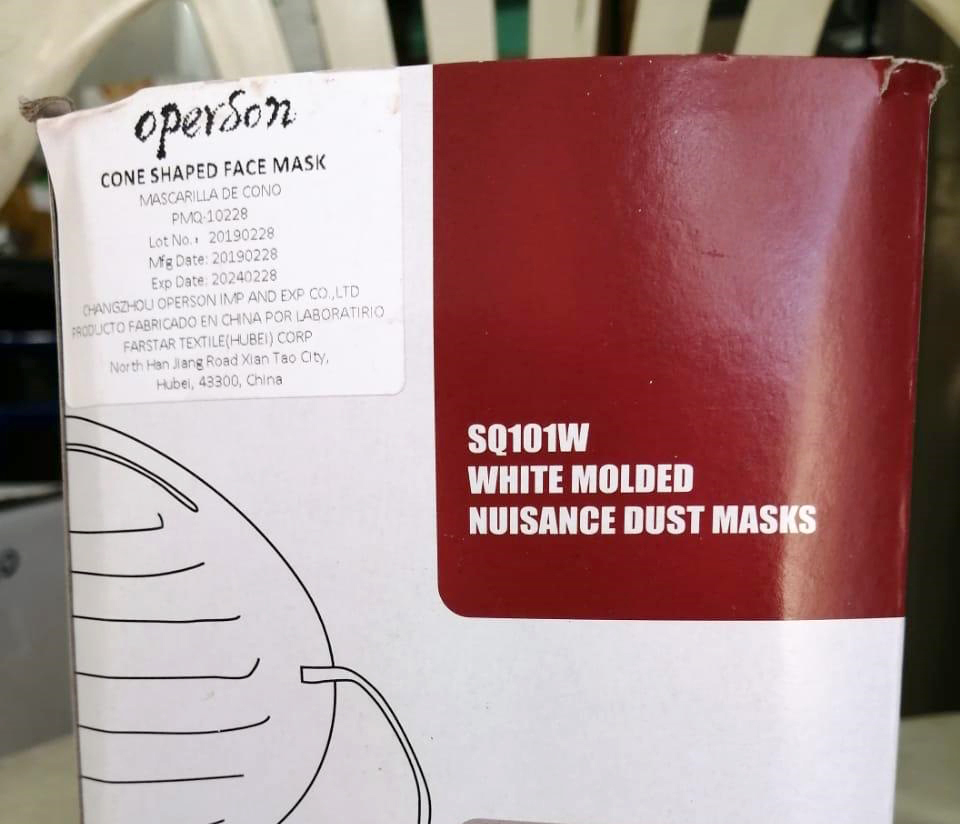 operson
CONE SHAPED FACE MASK
MASCARILLA DE CONO
PMQ-10228
Lot No.: 20190228
Mfg Date: 20190228
Exp Date: 20240228
CHANGZHOU OPERSON IMP AND EXP CO.,LTD
PRODUCTO FABRICADO EN CHINA POR LABORATIRIO
FARSTAR TEXTILE(HUBEI) CORP
North Han Jiang Road Xian Tao City,
Hubei, 43300, China
SQ101W
WHITE MOLDED
NUISANCE DUST MASKS